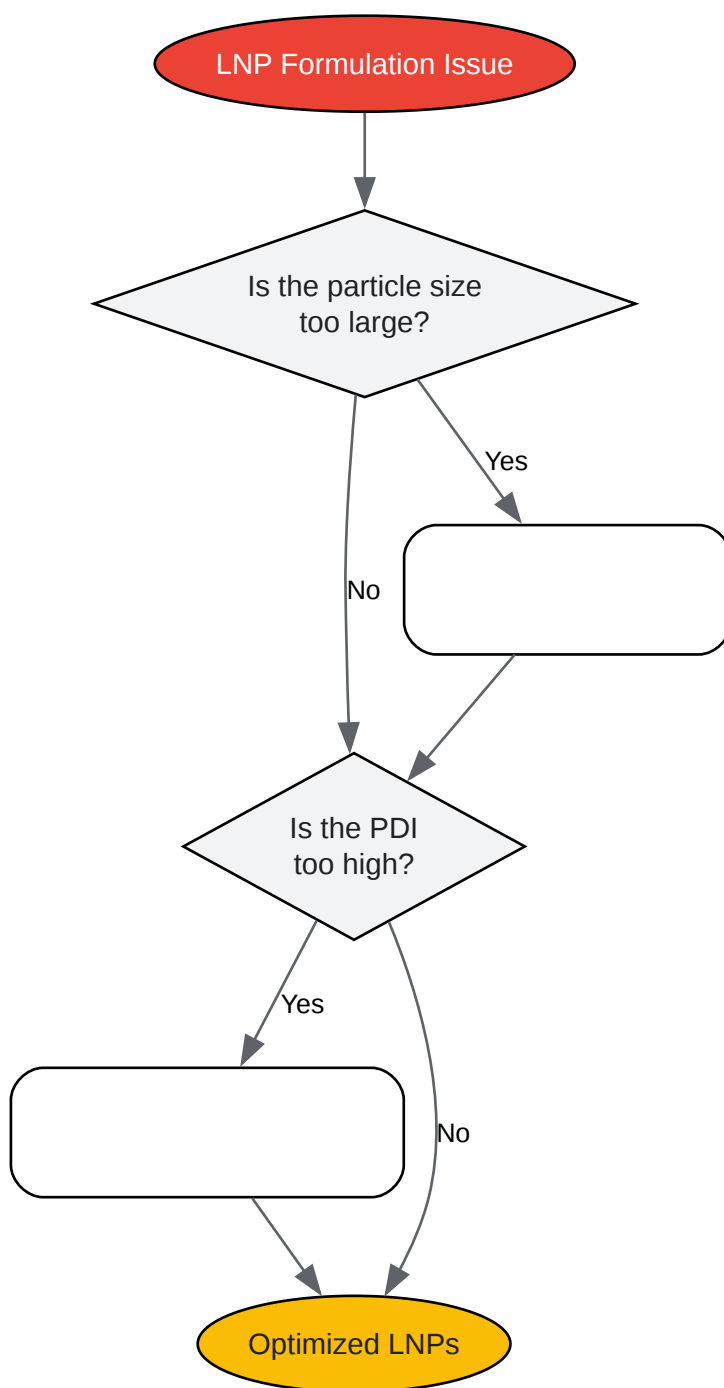 LNP Formulation Issue
Is the particle size
too large?
Yes
No
Is the PDI
too high?
Yes
No
Optimized LNPs